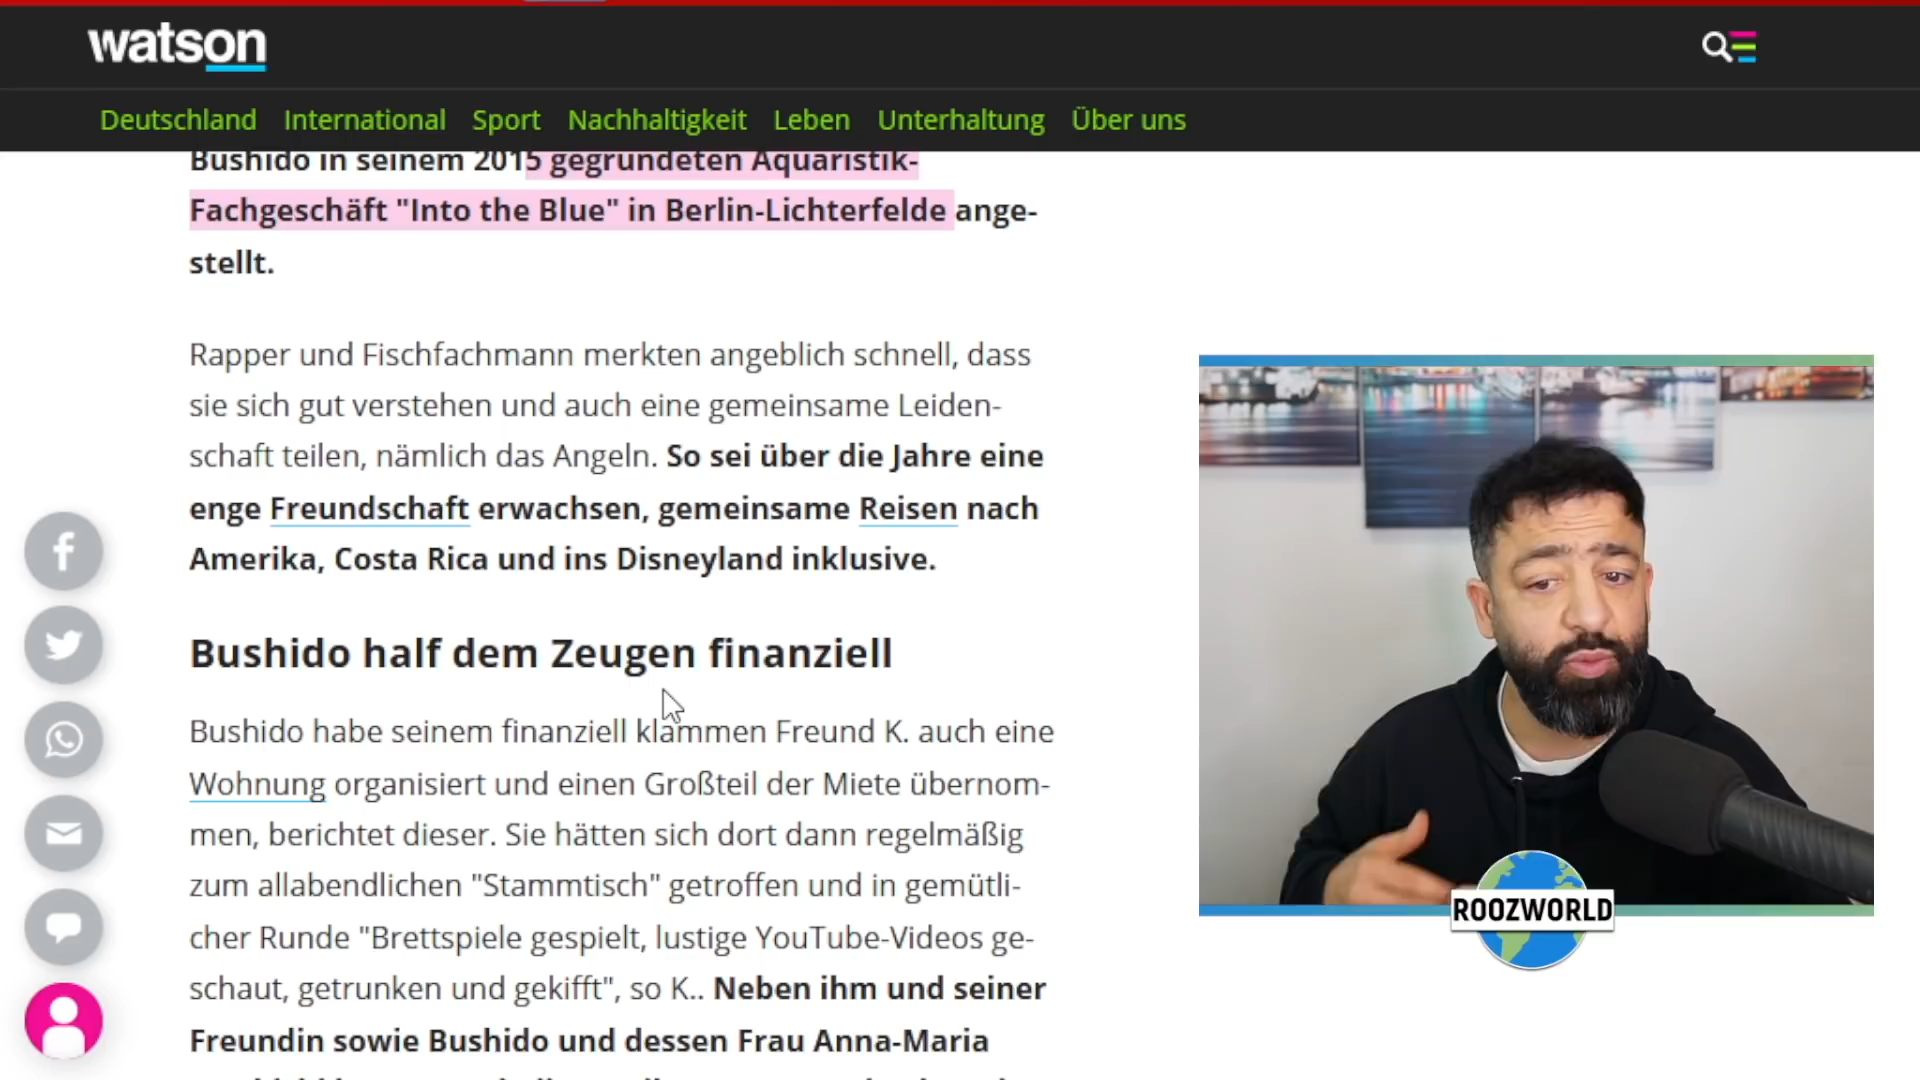 watson
Deutschland International Sport Nachhaltigkeit Leben Unterhaltung Über uns
Bushido in seinem 2015 gegründeten Aquaristik-
Fachgeschäft "Into the Blue" in Berlin-Lichterfelde ange-
stellt.
Rapper und Fischfachmann merkten angeblich schnell, dass
sie sich gut verstehen und auch eine gemeinsame Leiden-
schaft teilen, nämlich das Angeln. So sei über die Jahre eine
enge Freundschaft erwachsen, gemeinsame Reisen nach
Amerika, Costa Rica und ins Disneyland inklusive.
Bushido half dem Zeugen finanziell
Bushido habe seinem finanziell klammen Freund K. auch eine
Wohnung organisiert und einen Großteil der Miete übernom-
men, berichtet dieser. Sie hätten sich dort dann regelmäßig
zum allabendlichen "Stammtisch" getroffen und in gemütli-
cher Runde "Brettspiele gespielt, lustige YouTube-Videos ge-
schaut, getrunken und gekifft", so K.. Neben ihm und seiner
Freundin sowie Bushido und dessen Frau Anna-Maria
ROOZWORLD